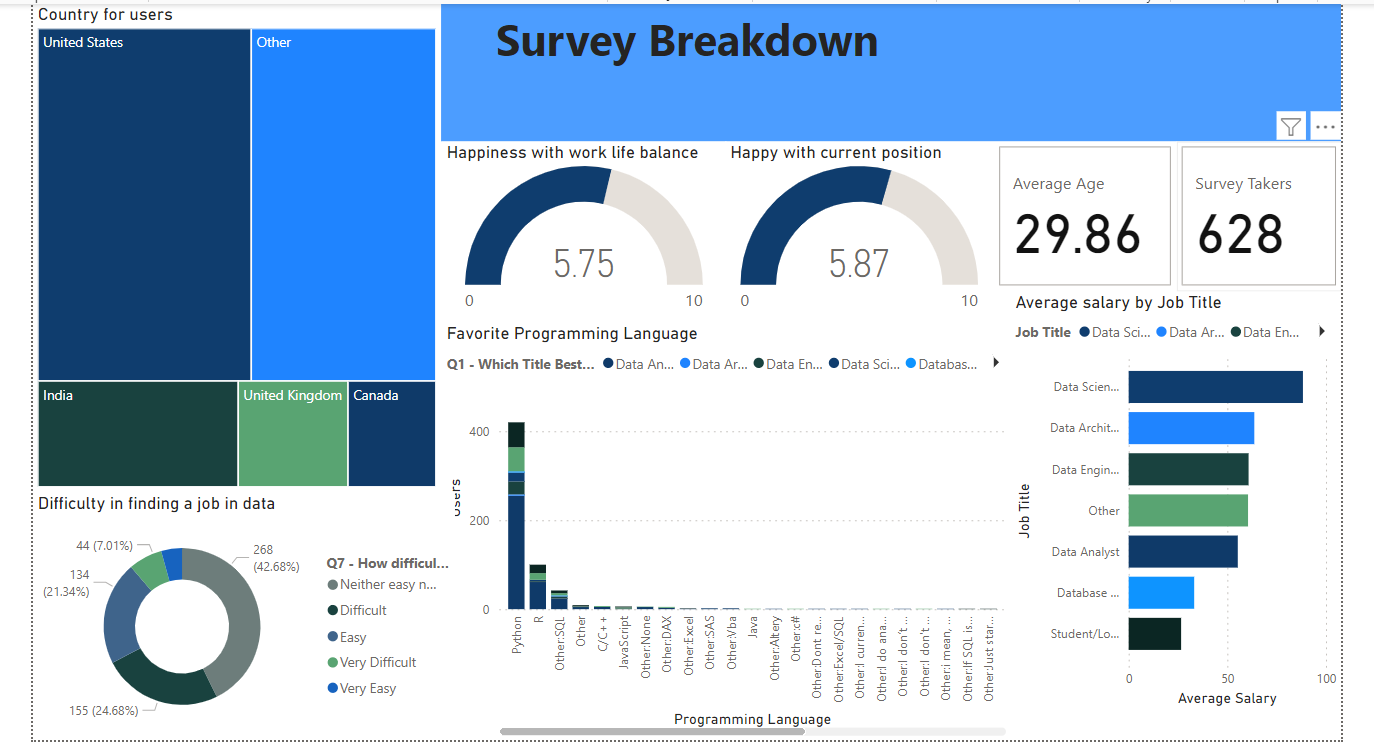 Country for users
United States
Other
India
United Kingdom
Canada
Survey Breakdown
Happiness with work life balance
5.75
0
10
Happy with current position
5.87
0
10
Average Age
29.86
Survey Takers
628
Difficulty in finding a job in data
44 (7.01%)
134
(21.34%)
268
(42.68%)
155 (24.68%)
Q7 - How difficul...
Neither easy n...
Difficult
Easy
Very Difficult
Very Easy
Favorite Programming Language
Q1 - Which Title Best... Data An... Data Ar... Data En... Data Sci... Databas...
Users
400
200
0
Python
R
Other:SQL
Other
C/C++
JavaScript
Other:None
Other:DAX
Other:Excel
Other:SAS
Other:Vba
Java
Other:Altery
Other:c#
Other:Dont re...
Other:Excel/SQL
Other:I curren...
Other:I do ana...
Other:I don't ...
Other:I don't...
Other:i mean, ...
Other:If SQL is...
Other:Just star...
Programming Language
Average salary by Job Title
Job Title Data Sci... Data Ar... Data En...
Job Title
Data Scien...
Data Archit...
Data Engin...
Other
Data Analyst
Database ...
Student/Lo...
0
50
100
Average Salary